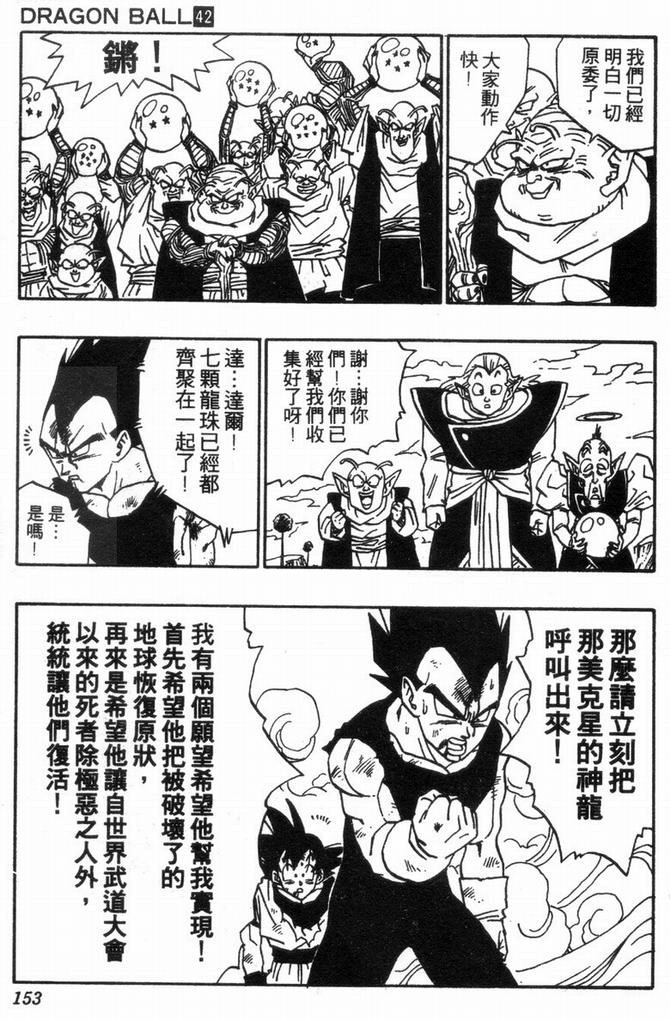 DRAGON BALL 42
我們已經
明白一切
原委了，
大家動作
快！
鏘！
謝…謝你
們！你們已
經幫我們收
集好了呀！
達…達爾！
七顆龍珠已經都
齊聚在一起了！
是…
是嗎！
那麼請立刻把
那美克星的神龍
呼叫出來！
我有兩個願望希望他幫我實現！
首先希望他把被破壞了的
地球恢復原狀，
再來是希望他讓自世界武道大會
以來的死者除極惡之人外，
統統讓他們復活！
153